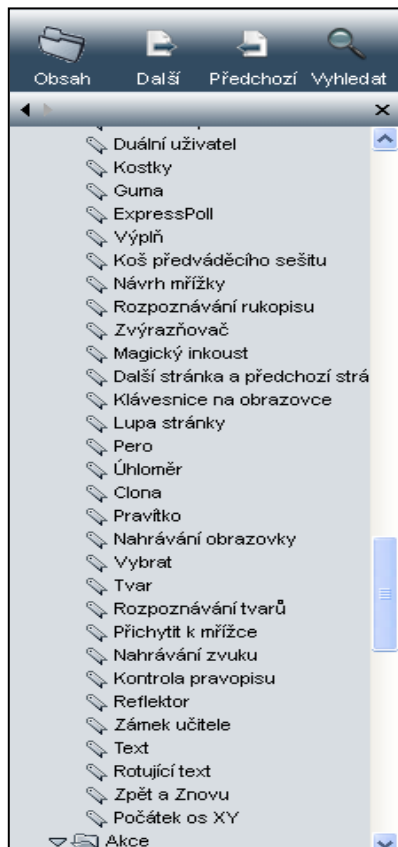 Obsah Další Předchozí Vyhledat
Duální uživatel
Kostky
Guma
ExpressPoll
Výplň
Koš předváděcího sešitu
Návrh mřížky
Rozpoznávání rukopisu
Zvýrazňovač
Magický inkoust
Další stránka a předchozí strá
Klávesnice na obrazovce
Lupa stránky
Pero
Úhloměr
Clona
Pravítko
Nahrávání obrazovky
Vybrat
Tvar
Rozpoznávání tvarů
Přichytit k mřížce
Nahrávání zvuku
Kontrola pravopisu
Reflektor
Zámek učitele
Text
Rotující text
Zpět a Znovu
Počátek os XY
Akce